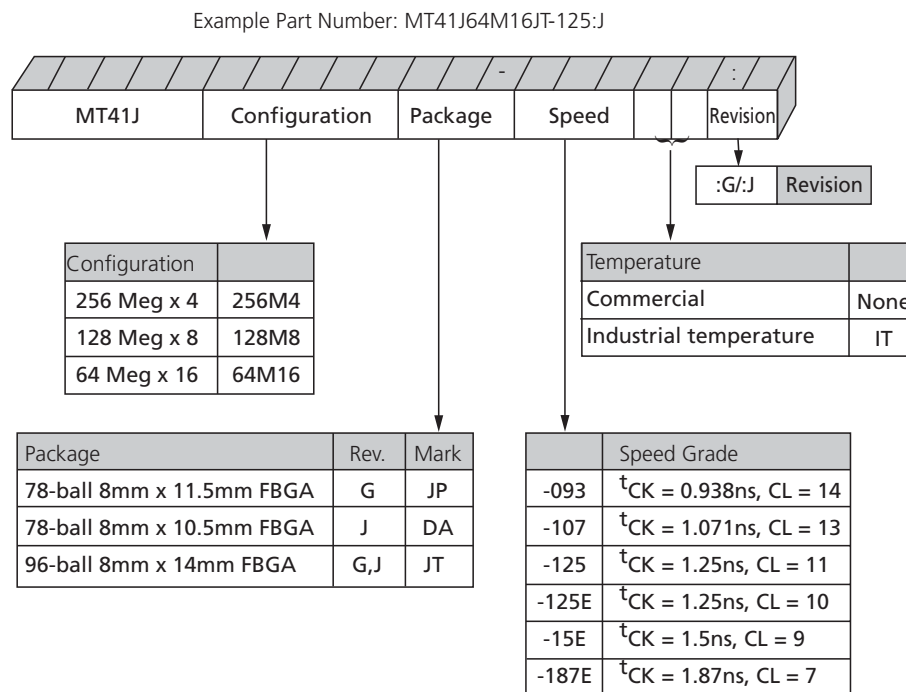 Example Part Number: MT41J64M16JT-125:J
- :
MT41J Configuration Package Speed Revision
:G/:J Revision
Configuration
256 Meg x 4 256M4
128 Meg x 8 128M8
64 Meg x 16 64M16
Temperature
Commercial None
Industrial temperature IT
Package Rev. Mark
78-ball 8mm x 11.5mm FBGA G JP
78-ball 8mm x 10.5mm FBGA J DA
96-ball 8mm x 14mm FBGA G,J JT
Speed Grade
-093 tCK = 0.938ns, CL = 14
-107 tCK = 1.071ns, CL = 13
-125 tCK = 1.25ns, CL = 11
-125E tCK = 1.25ns, CL = 10
-15E tCK = 1.5ns, CL = 9
-187E tCK = 1.87ns, CL = 7